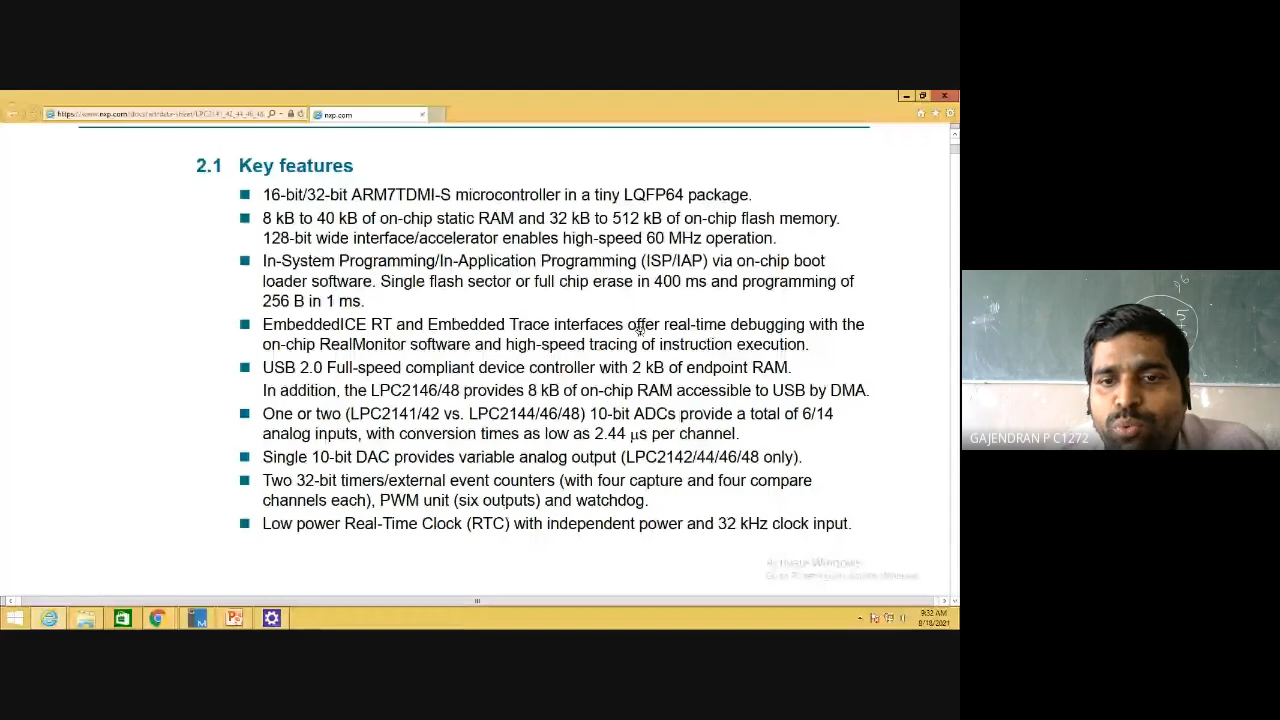 nxp.com
2.1 Key features
16-bit/32-bit ARM7TDMI-S microcontroller in a tiny LQFP64 package.
8 kB to 40 kB of on-chip static RAM and 32 kB to 512 kB of on-chip flash memory.
128-bit wide interface/accelerator enables high-speed 60 MHz operation.
In-System Programming/In-Application Programming (ISP/IAP) via on-chip boot
loader software. Single flash sector or full chip erase in 400 ms and programming of
256 B in 1 ms.
EmbeddedICE RT and Embedded Trace interfaces offer real-time debugging with the
on-chip RealMonitor software and high-speed tracing of instruction execution.
USB 2.0 Full-speed compliant device controller with 2 kB of endpoint RAM.
In addition, the LPC2146/48 provides 8 kB of on-chip RAM accessible to USB by DMA.
One or two (LPC2141/42 vs. LPC2144/46/48) 10-bit ADCs provide a total of 6/14
analog inputs, with conversion times as low as 2.44 μs per channel.
Single 10-bit DAC provides variable analog output (LPC2142/44/46/48 only).
Two 32-bit timers/external event counters (with four capture and four compare
channels each), PWM unit (six outputs) and watchdog.
Low power Real-Time Clock (RTC) with independent power and 32 kHz clock input.
Activate Windows
9:32 AM
8/18/2021
GAJENDRAN P C1272